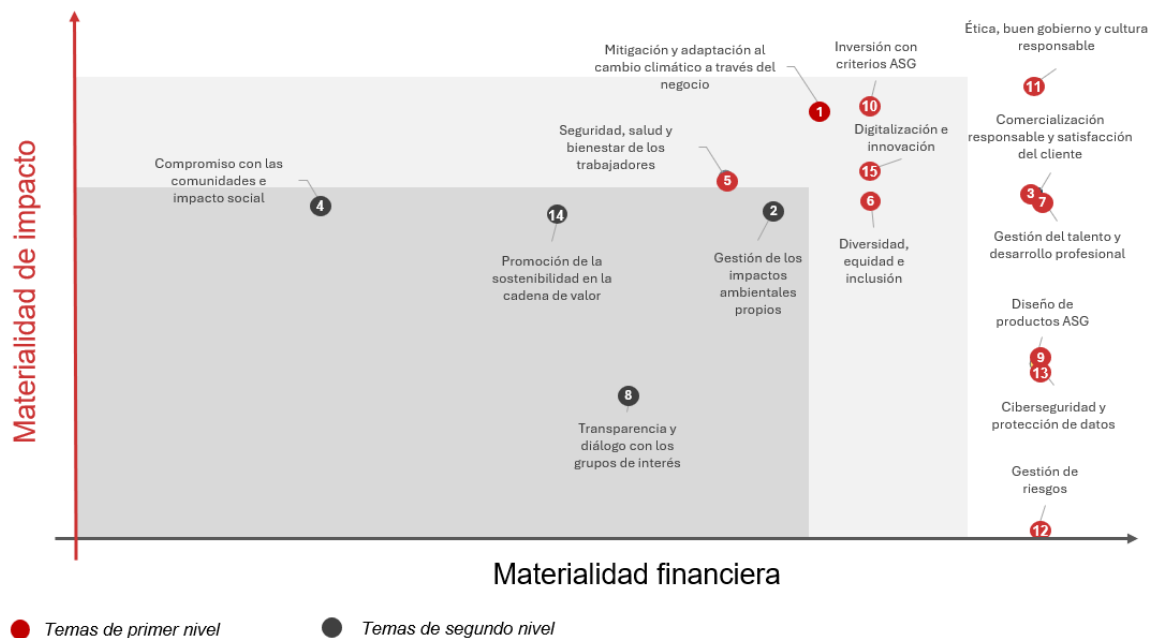 Materialidad de impacto
Ética, buen gobierno y cultura
responsable
11
Mitigación y adaptación al
cambio climático a través del
negocio
1
Inversión con
criterios ASG
10
Comercialización
responsable y satisfacción
del cliente
3
7
Gestión del talento y
desarrollo profesional
Digitalización e
innovación
15
6
Diversidad,
equidad e
inclusión
Seguridad, salud y
bienestar de los
trabajadores
5
Compromiso con las
comunidades e
impacto social
4
14
Promoción de la
sostenibilidad en la
cadena de valor
2
Gestión de los
impactos
ambientales
propios
Diseño de
productos ASG
9
13
Ciberseguridad y
protección de datos
8
Transparencia y
diálogo con los
grupos de interés
Gestión de
riesgos
12
Materialidad financiera
Temas de primer nivel
Temas de segundo nivel